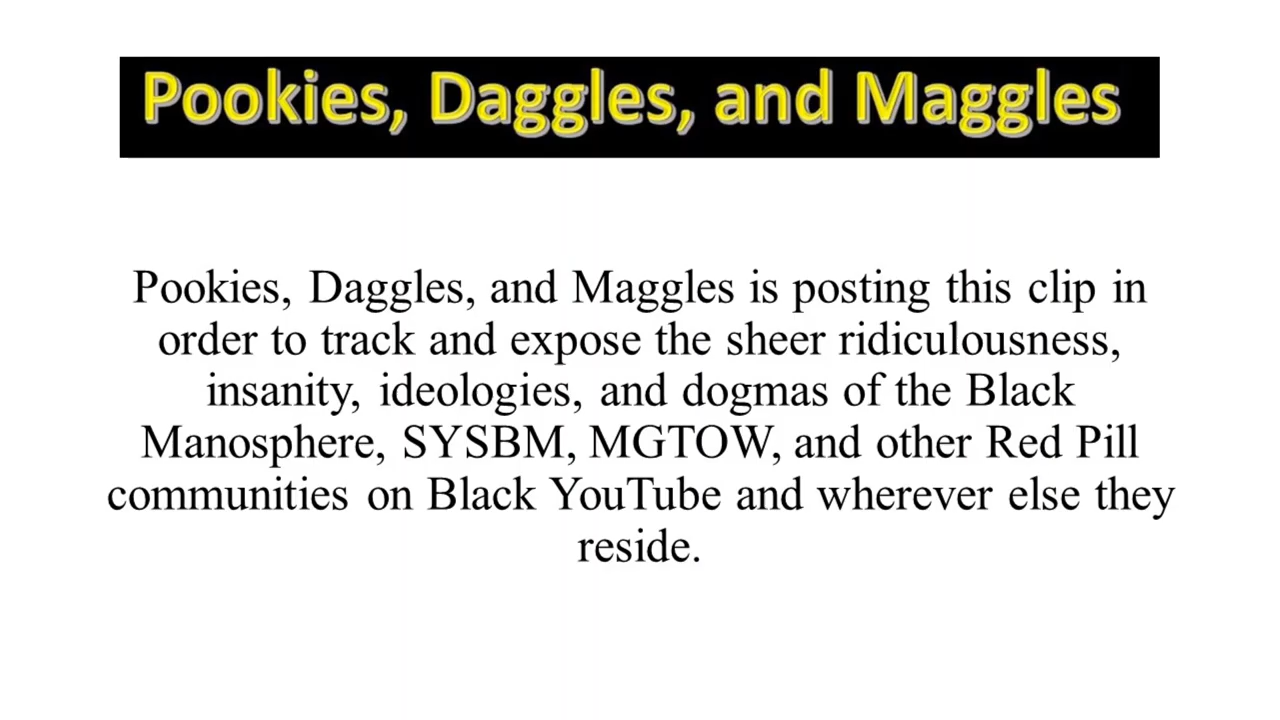 Pookies, Daggles, and Maggles
Pookies, Daggles, and Maggles is posting this clip in
order to track and expose the sheer ridiculousness,
insanity, ideologies, and dogmas of the Black
Manosphere, SYSBM, MGTOW, and other Red Pill
communities on Black YouTube and wherever else they
reside.